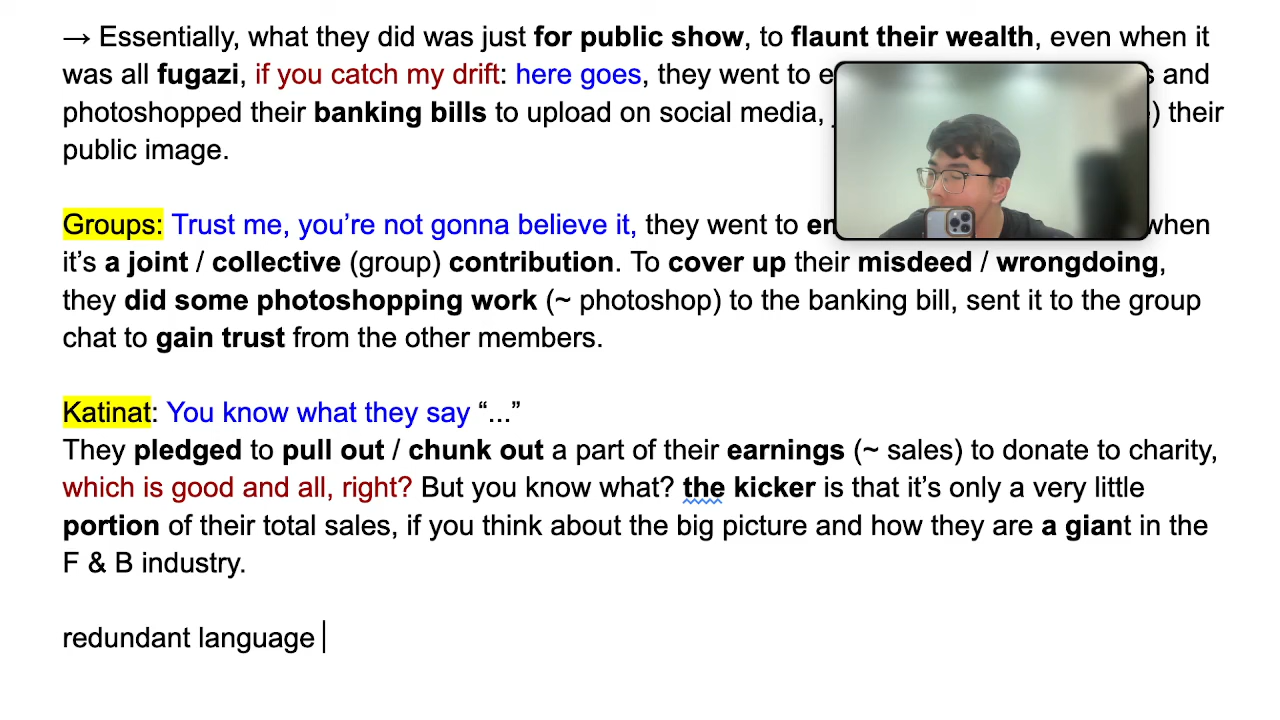 → Essentially, what they did was just for public show, to flaunt their wealth, even when it
was all fugazi, if you catch my drift: here goes, they went to and
photoshopped their banking bills to upload on social media, ) their
public image.
Groups: Trust me, you’re not gonna believe it, they went to when
it’s a joint / collective (group) contribution. To cover up their misdeed / wrongdoing,
they did some photoshopping work (~ photoshop) to the banking bill, sent it to the group
chat to gain trust from the other members.
Katinat: You know what they say “...”
They pledged to pull out / chunk out a part of their earnings (~ sales) to donate to charity,
which is good and all, right? But you know what? the kicker is that it’s only a very little
portion of their total sales, if you think about the big picture and how they are a giant in the
F & B industry.
redundant language